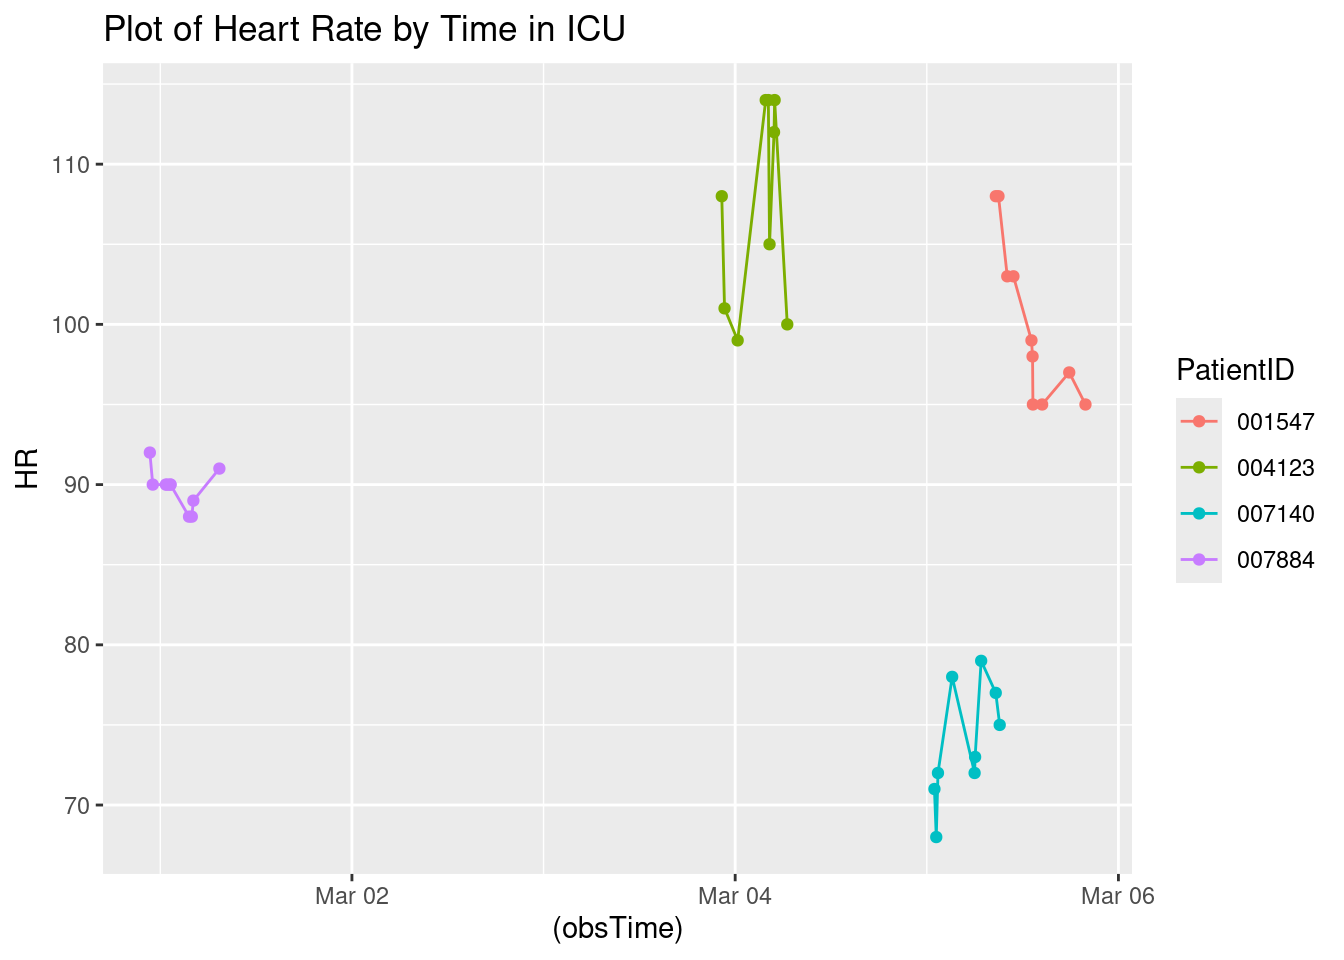 Plot of Heart Rate by Time in ICU
110
100
90
80
70
HR
Mar 02
Mar 04
Mar 06
(obsTime)
PatientID
001547
004123
007140
007884